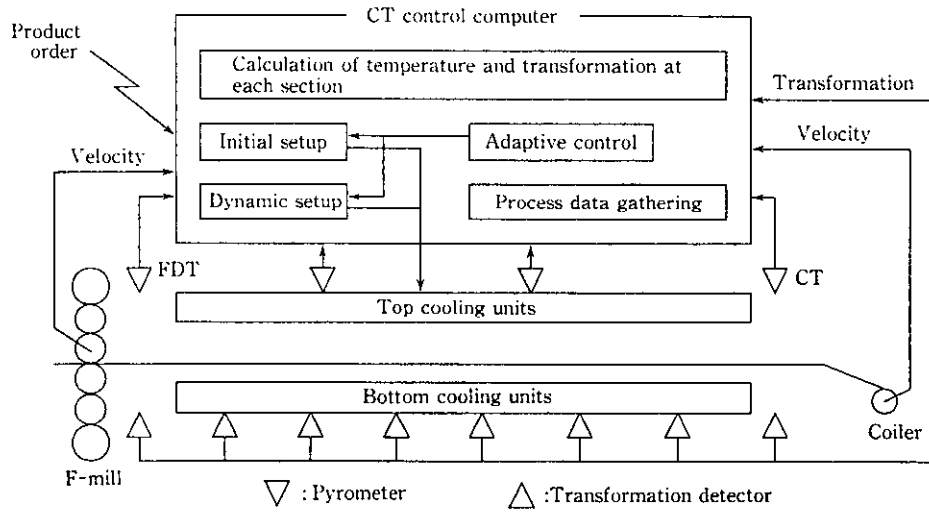 CT control computer
Product
order
Calculation of temperature and transformation at
each section
Transformation
Initial setup
Adaptive control
Velocity
Velocity
Dynamic setup
Process data gathering
FDT
CT
Top cooling units
Bottom cooling units
Coiler
F-mill
▽ :Pyrometer
△ :Transformation detector